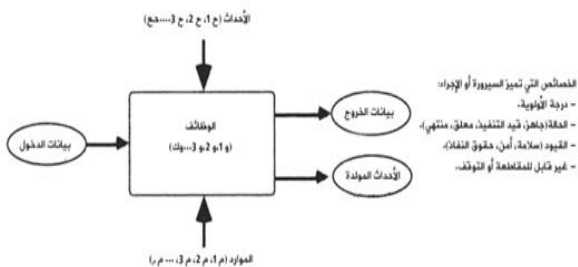 الأحداث (ح 1، ح 2، ح 3....حع)
الخصائص التي تميز السيرورة أو الإجراء:
- درجة الأولوية،
- الحالة(جاهز، قيد التنفيذ، معلق، منتهي)،
- القيود (سلامة، أمن، حقوق النفاذ)،
- غير قابل للمقاطعة أو التوقف.
بيانات الخروج
الوظائف
(و 1،و 2،و 3...وك)
بيانات الدخول
الأحداث المولدة
الموارد (م 1، م 2، م 3، ... م ر)